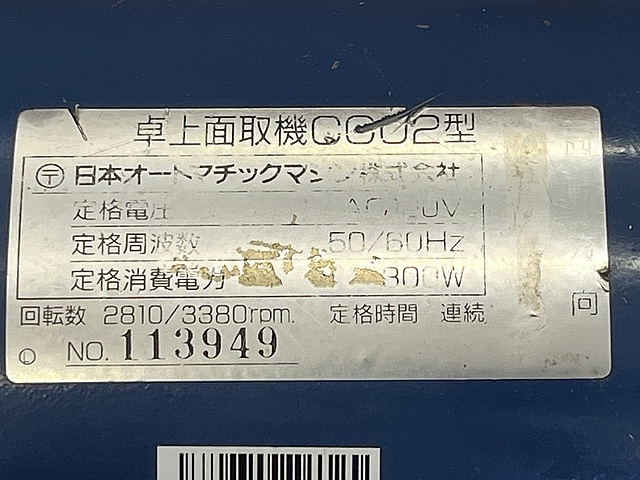 卓上面取機CC02型
〒 日本オートマチックマシン株式会社
定格電圧 AC100V
定格周波数 50/60Hz
定格消費電力 300W
回転数 2810/3380rpm. 定格時間 連続
NO. 113949
回 方向